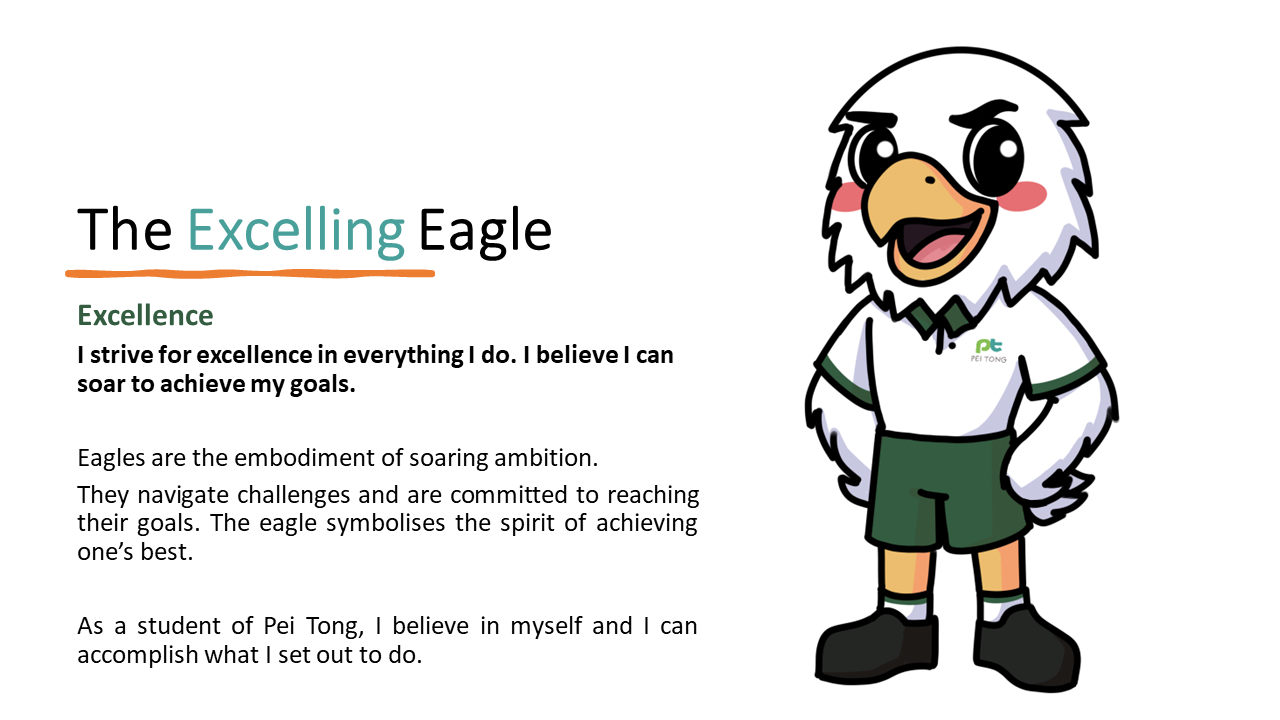 The Excelling Eagle
Excellence
I strive for excellence in everything I do. I believe I can
soar to achieve my goals.
Eagles are the embodiment of soaring ambition.
They navigate challenges and are committed to reaching
their goals. The eagle symbolises the spirit of achieving
one’s best.
As a student of Pei Tong, I believe in myself and I can
accomplish what I set out to do.
pt
PEI TONG